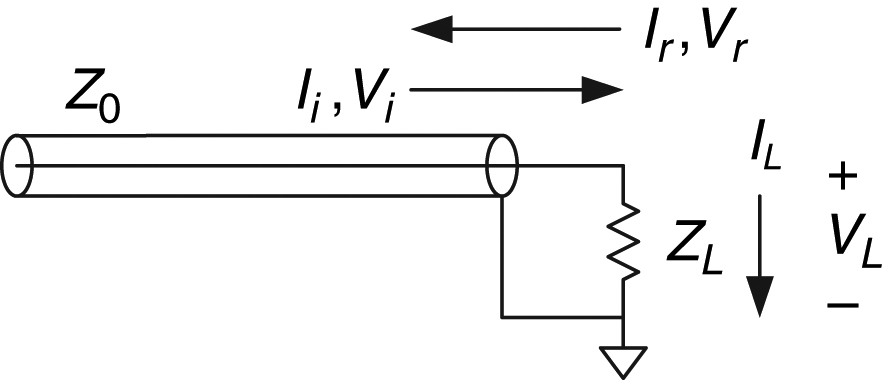 I_r, V_r
Z_0
I_i, V_i
I_L
+
Z_L
V_L
−